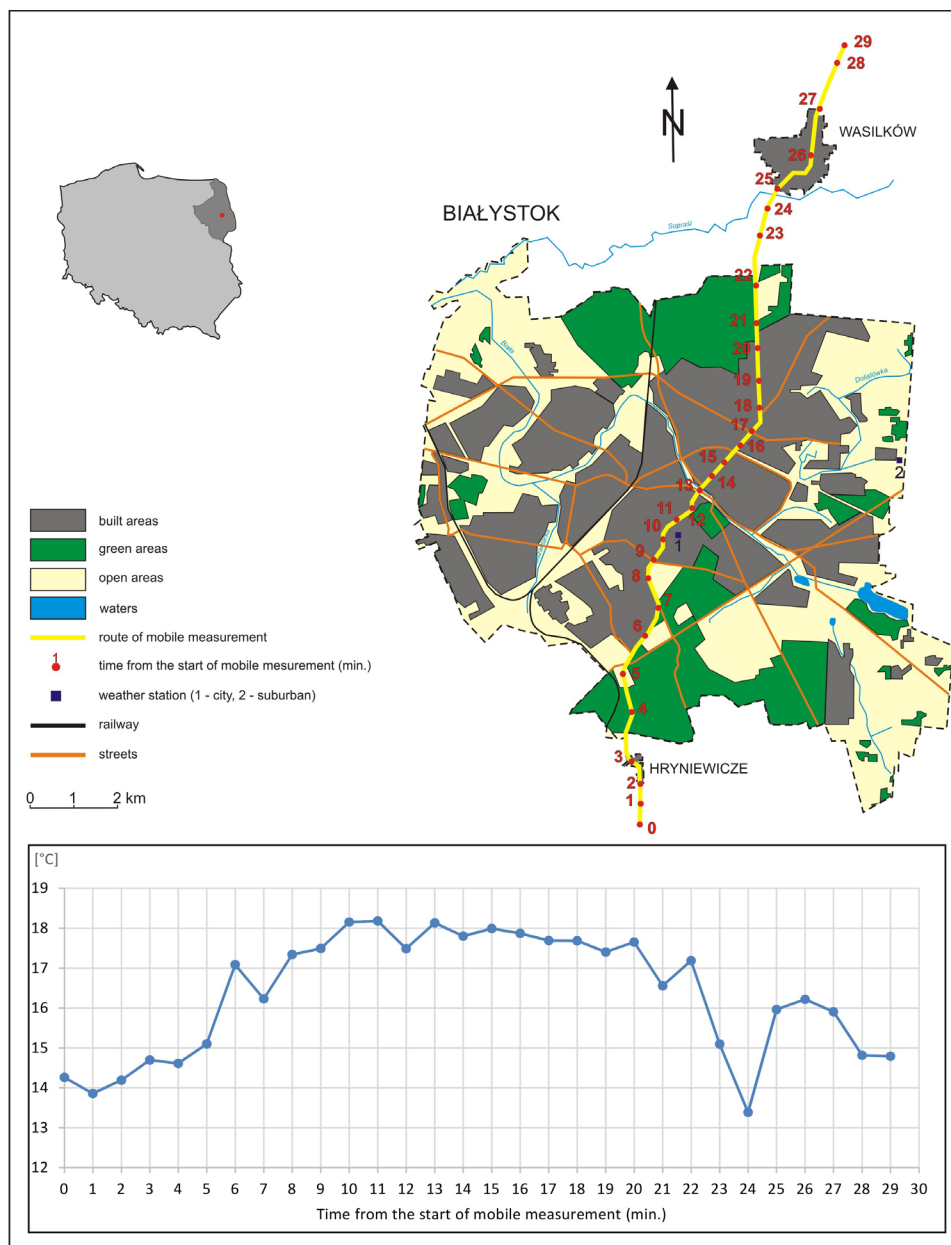 29
28
27
WASILKÓW
26
25
24
BIAŁYSTOK
N
Supraśl
23
22
21
20
Biała
19
Dolistówka
18
17
16
15
2
14
13
12
11
10
1
9
8
7
6
5
4
3
HRYNIEWICZE
2
1
0
built areas
green areas
open areas
waters
route of mobile measurement
1
time from the start of mobile mesurement (min.)
weather station (1 - city, 2 - suburban)
railway
streets
0 1 2 km
[°C]
19
18
17
16
15
14
13
12
0 1 2 3 4 5 6 7 8 9 10 11 12 13 14 15 16 17 18 19 20 21 22 23 24 25 26 27 28 29 30
Time from the start of mobile measurement (min.)